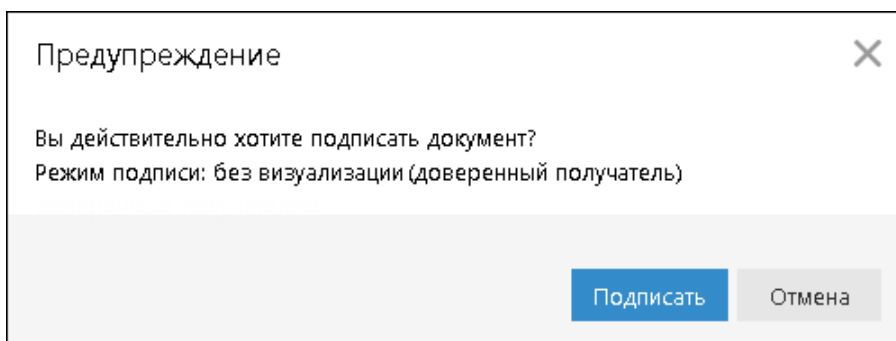 Предупреждение
Вы действительно хотите подписать документ?
Режим подписи: без визуализации (доверенный получатель)
Подписать Отмена